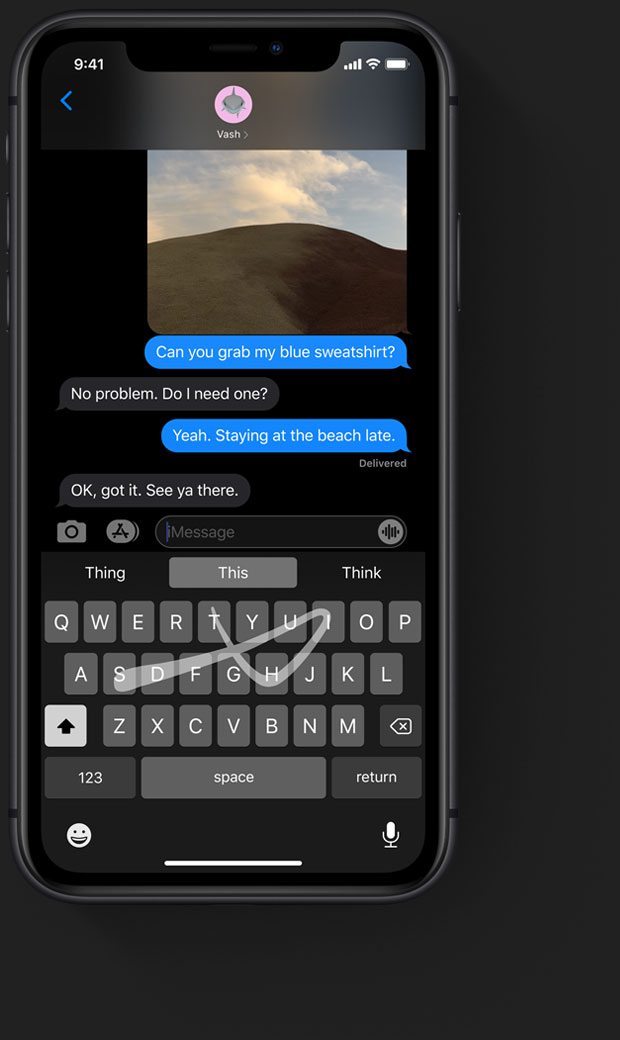 9:41
Vash
Can you grab my blue sweatshirt?
No problem. Do I need one?
Yeah. Staying at the beach late.
Delivered
OK, got it. See ya there.
iMessage
Thing This Think
Q W E R T Y U I O P
A S D F G H J K L
Z X C V B N M
123 space return